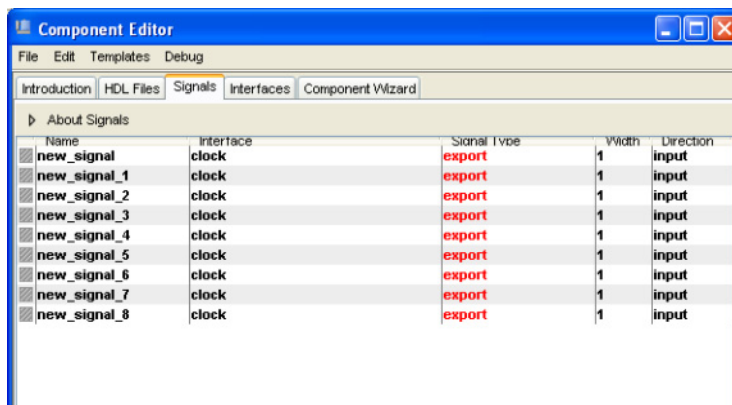 Component Editor
File Edit Templates Debug
Introduction HDL Files Signals Interfaces Component Wizard
About Signals
Name Interface Signal Type Width Direction
new_signal clock export 1 input
new_signal_1 clock export 1 input
new_signal_2 clock export 1 input
new_signal_3 clock export 1 input
new_signal_4 clock export 1 input
new_signal_5 clock export 1 input
new_signal_6 clock export 1 input
new_signal_7 clock export 1 input
new_signal_8 clock export 1 input